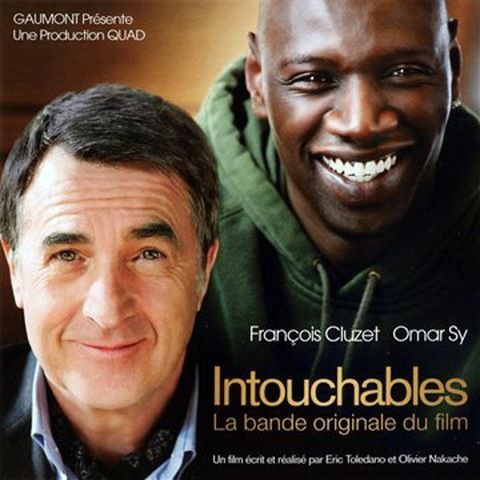 GAUMONT Présente
Une Production QUAD
François Cluzet Omar Sy
Intouchables
La bande originale du film
Un film écrit et réalisé par Eric Toledano et Olivier Nakache